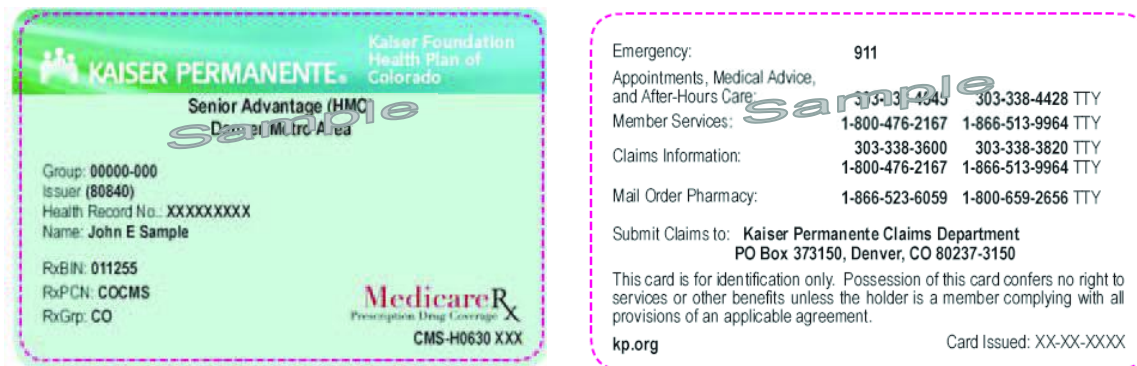 KAISER PERMANENTE®
Kaiser Foundation
Health Plan of
Colorado
Senior Advantage (HMO)
Denver Metro Area
Sample
Group: 00000-000
Issuer (80840)
Health Record No.: XXXXXXXXX
Name: John E Sample
RxBIN: 011255
RxPCN: COCMS
RxGrp: CO
MedicareRx
Prescription Drug Coverage
CMS-H0630 XXX
Emergency: 911
Appointments, Medical Advice,
and After-Hours Care: 303-338-4428 TTY
Sample
Member Services: 1-800-476-2167 1-866-513-9964 TTY
303-338-3600 303-338-3820 TTY
Claims Information:
1-800-476-2167 1-866-513-9964 TTY
Mail Order Pharmacy: 1-866-523-6059 1-800-659-2656 TTY
Submit Claims to: Kaiser Permanente Claims Department
PO Box 373150, Denver, CO 80237-3150
This card is for identification only. Possession of this card confers no right to
services or other benefits unless the holder is a member complying with all
provisions of an applicable agreement.
kp.org Card Issued: XX-XX-XXXX